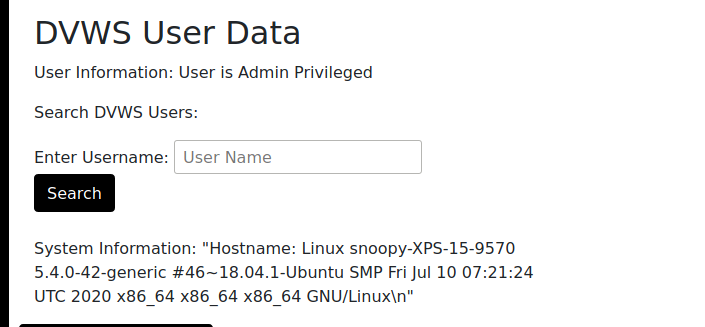 DVWS User Data
User Information: User is Admin Privileged
Search DVWS Users:
Enter Username: User Name
Search
System Information: "Hostname: Linux snoopy-XPS-15-9570
5.4.0-42-generic #46~18.04.1-Ubuntu SMP Fri Jul 10 07:21:24
UTC 2020 x86_64 x86_64 x86_64 GNU/Linux\n"